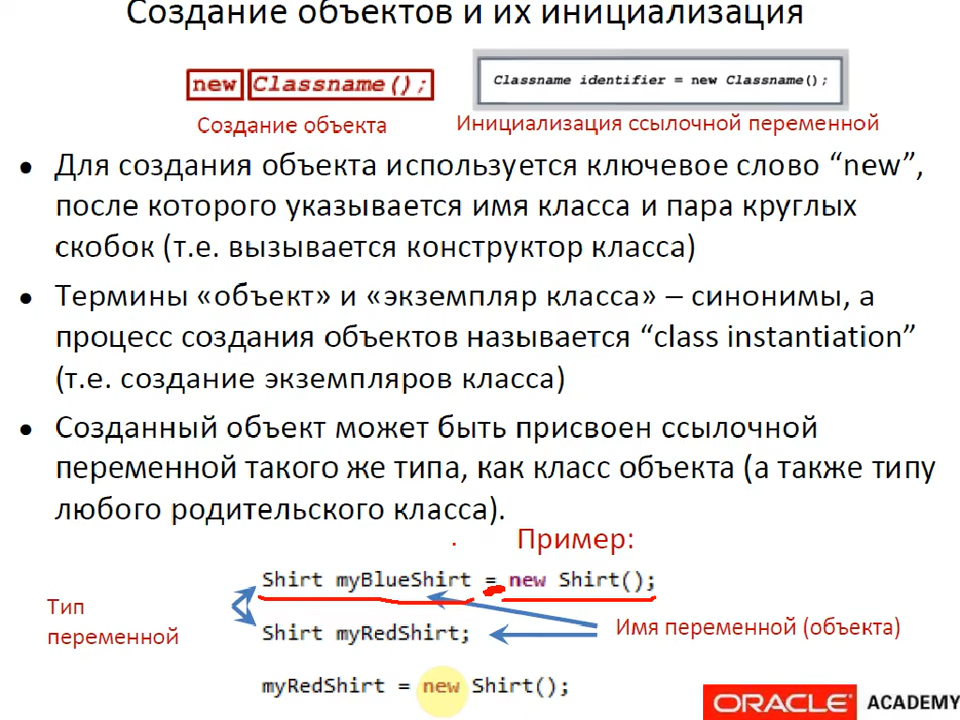 Создание объектов и их инициализация
new Classname();
Classname identifier = new Classname();
Создание объекта
Инициализация ссылочной переменной
• Для создания объекта используется ключевое слово “new”,
после которого указывается имя класса и пара круглых
скобок (т.е. вызывается конструктор класса)
• Термины «объект» и «экземпляр класса» – синонимы, а
процесс создания объектов называется “class instantiation”
(т.е. создание экземпляров класса)
• Созданный объект может быть присвоен ссылочной
переменной такого же типа, как класс объекта (а также типу
любого родительского класса).
Пример:
Shirt myBlueShirt = new Shirt();
Тип
переменной
Shirt myRedShirt;
Имя переменной (объекта)
myRedShirt = new Shirt();
ORACLE ACADEMY